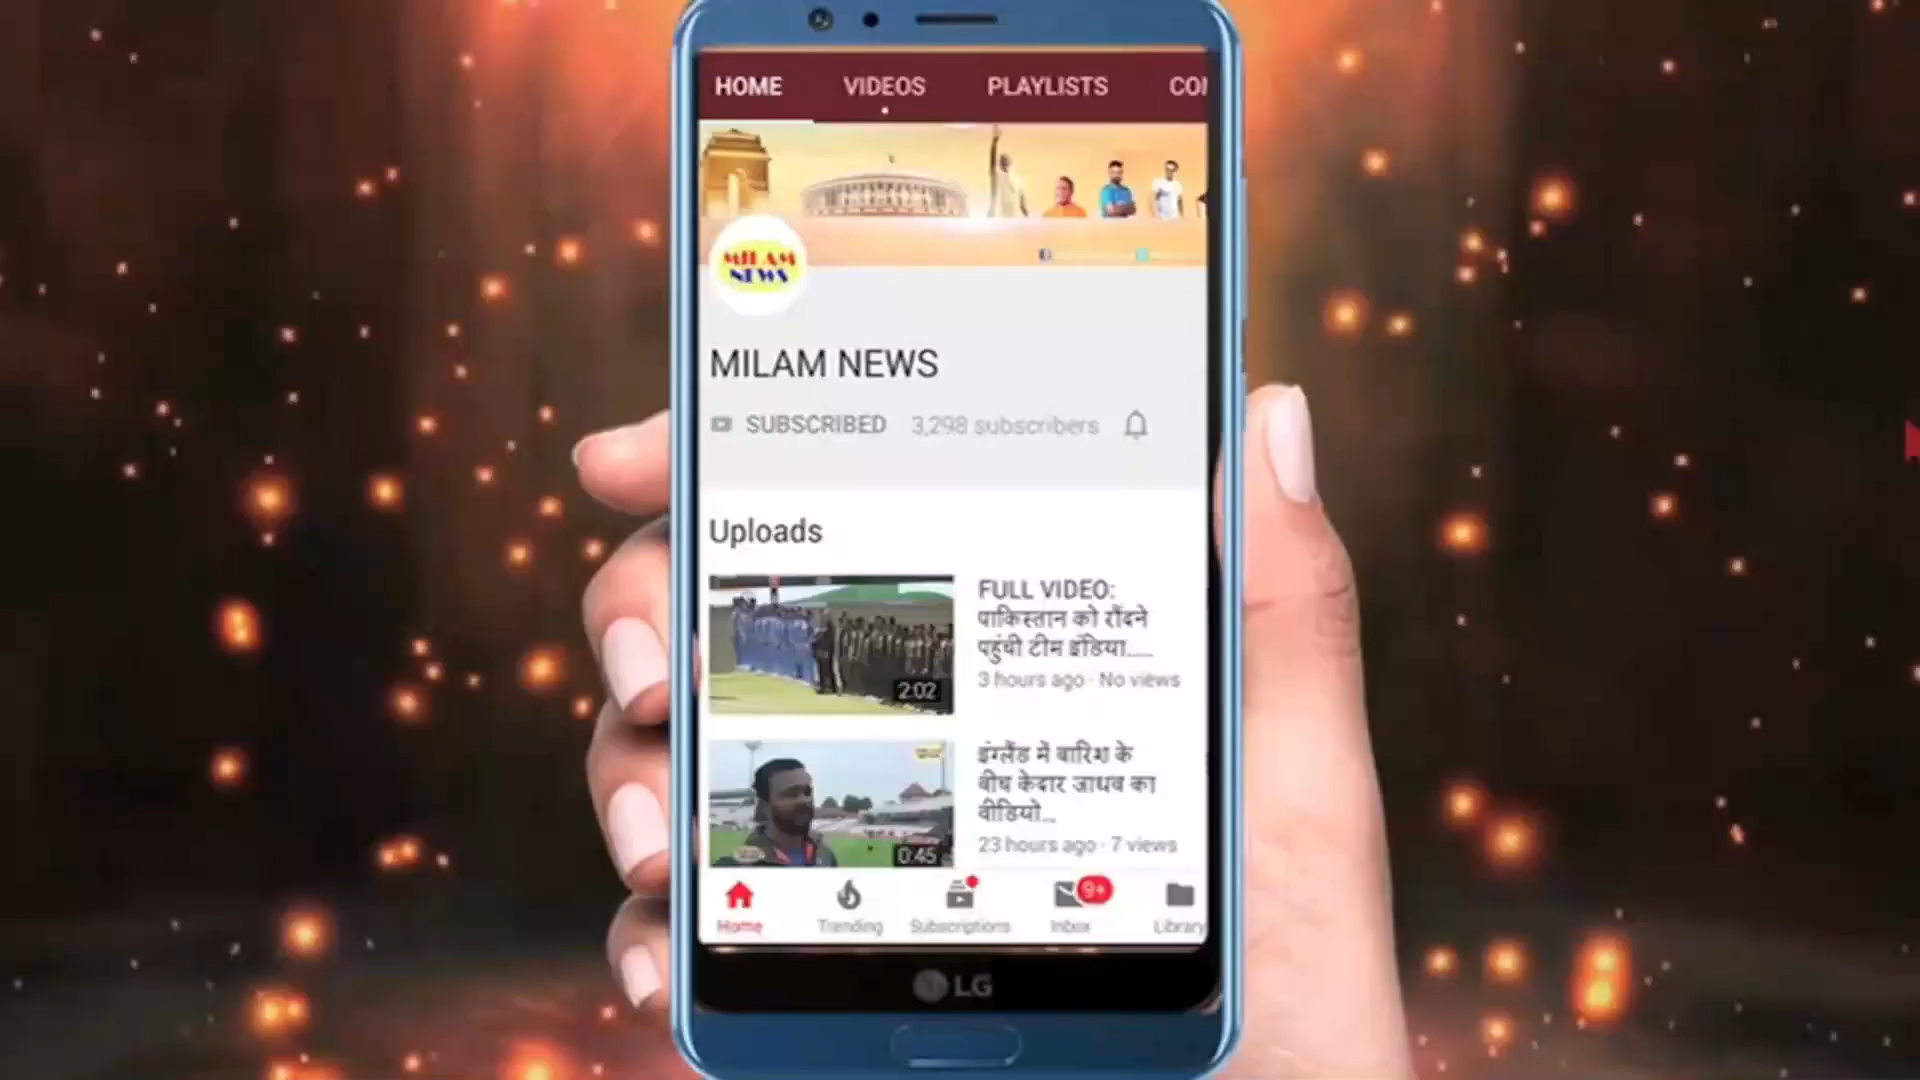 HOME VIDEOS PLAYLISTS CO
MILAM
NEWS
MILAM NEWS
SUBSCRIBED 3,298 subscribers
Uploads
FULL VIDEO:
पाकिस्तान को रौंदने
पहुंची टीम इंडिया.....
3 hours ago · No views
2:02
इंग्लैंड में बारिश के
बीच केदार जाधव का
वीडियो...
23 hours ago · 7 views
0:45
9+
Home Trending Subscriptions Inbox Library
LG